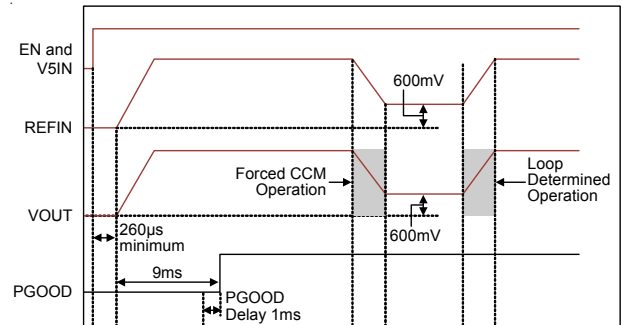 EN and
V5IN
600mV
REFIN
Forced CCM
Operation
Loop
Determined
Operation
VOUT
260µs
minimum
600mV
9ms
PGOOD
PGOOD
Delay 1ms